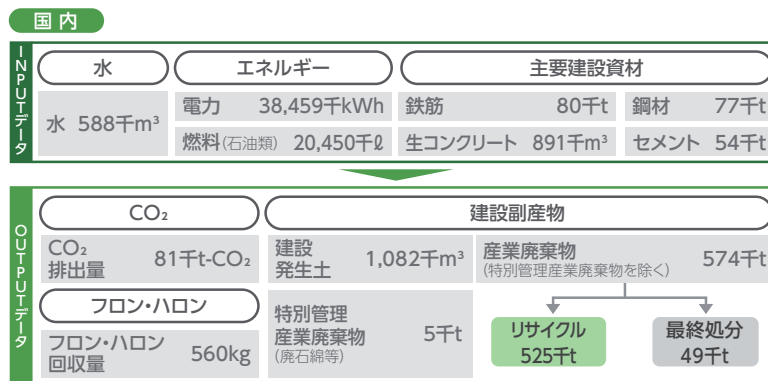 国内
INPUTデータ
水
エネルギー
主要建設資材
水 588千m³
電力 38,459千kWh
鉄筋 80千t
鋼材 77千t
燃料(石油類) 20,450千ℓ
生コンクリート 891千m³
セメント 54千t
OUTPUTデータ
CO₂
建設副産物
CO₂
排出量 81千t-CO₂
建設
発生土 1,082千m³
産業廃棄物
(特別管理産業廃棄物を除く) 574千t
フロン・ハロン
フロン・ハロン
回収量 560kg
特別管理
産業廃棄物
(廃石綿等) 5千t
リサイクル
525千t
最終処分
49千t